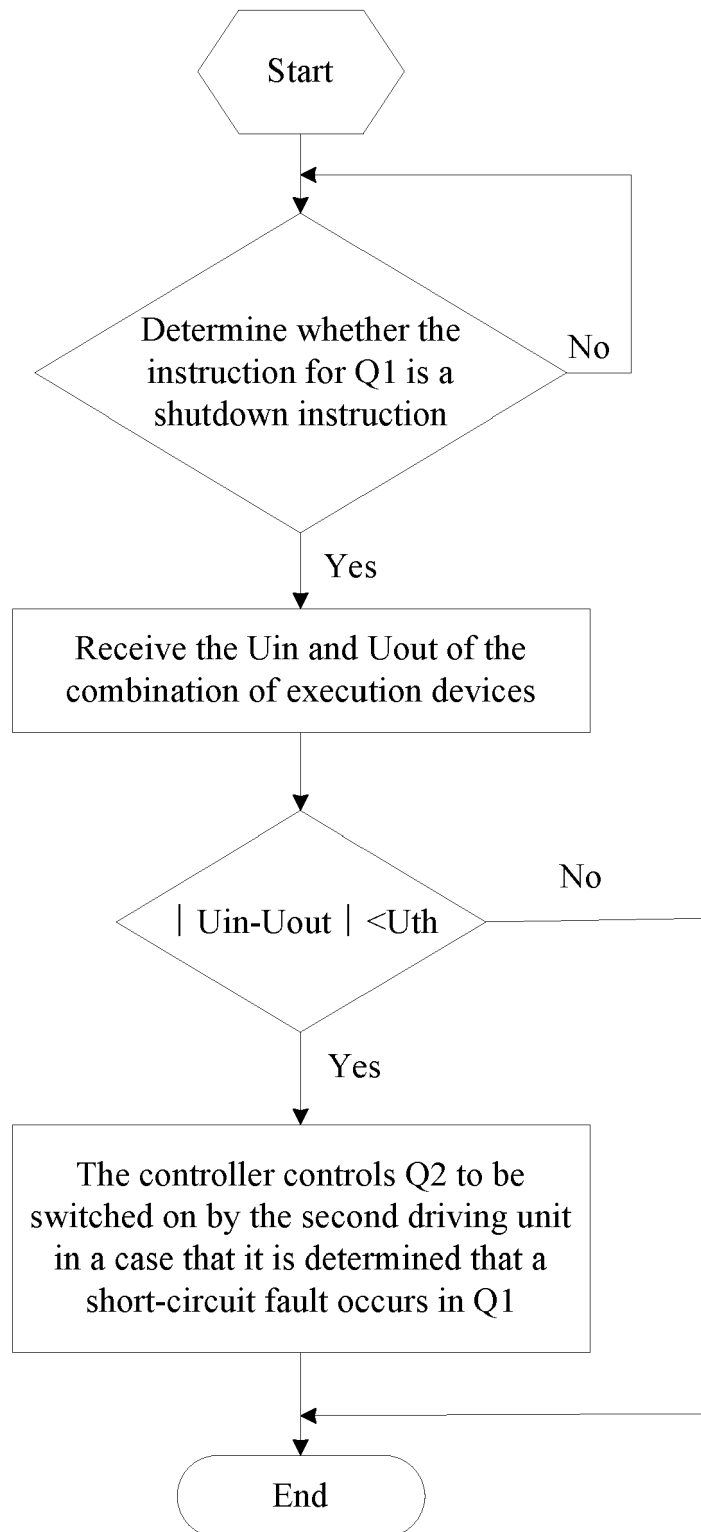 Start
Determine whether the
instruction for Q1 is a
shutdown instruction
No
Yes
Receive the Uin and Uout of the
combination of execution devices
|Uin-Uout|<Uth
No
Yes
The controller controls Q2 to be
switched on by the second driving unit
in a case that it is determined that a
short-circuit fault occurs in Q1
End